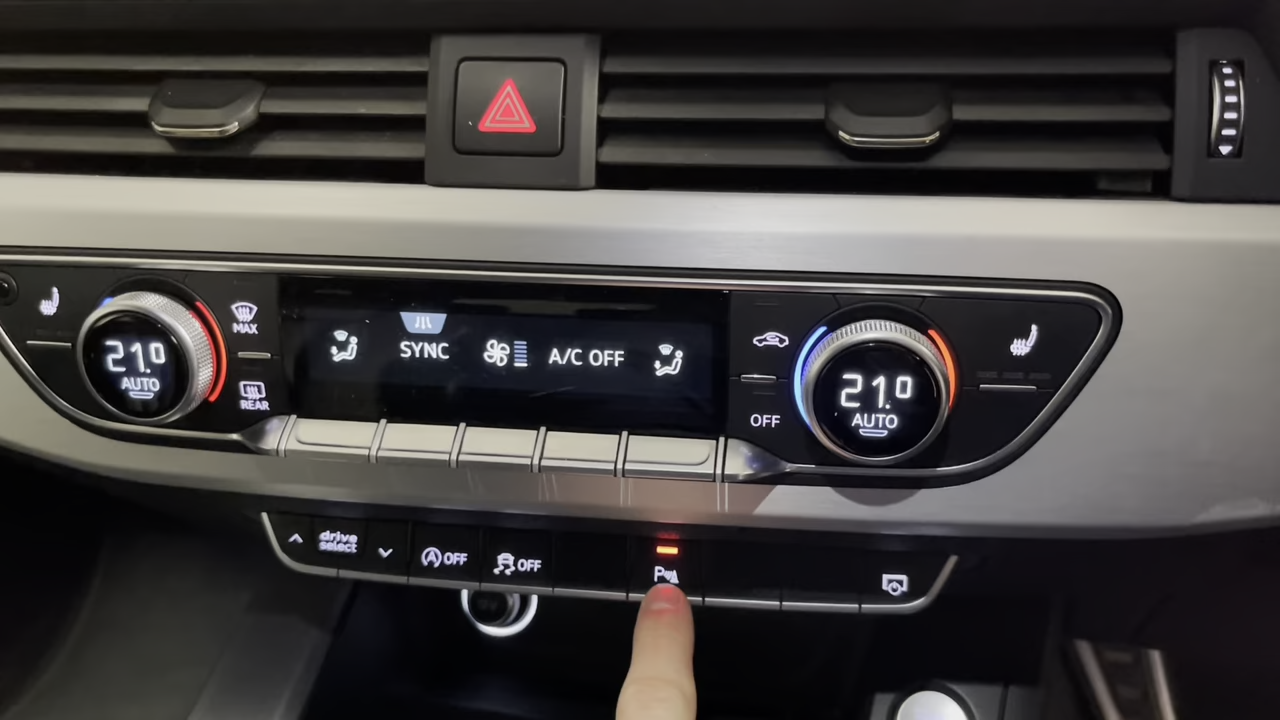 21.0
AUTO
MAX
REAR
SYNC
A/C OFF
OFF
21.0
AUTO
drive
select
A OFF
OFF
P